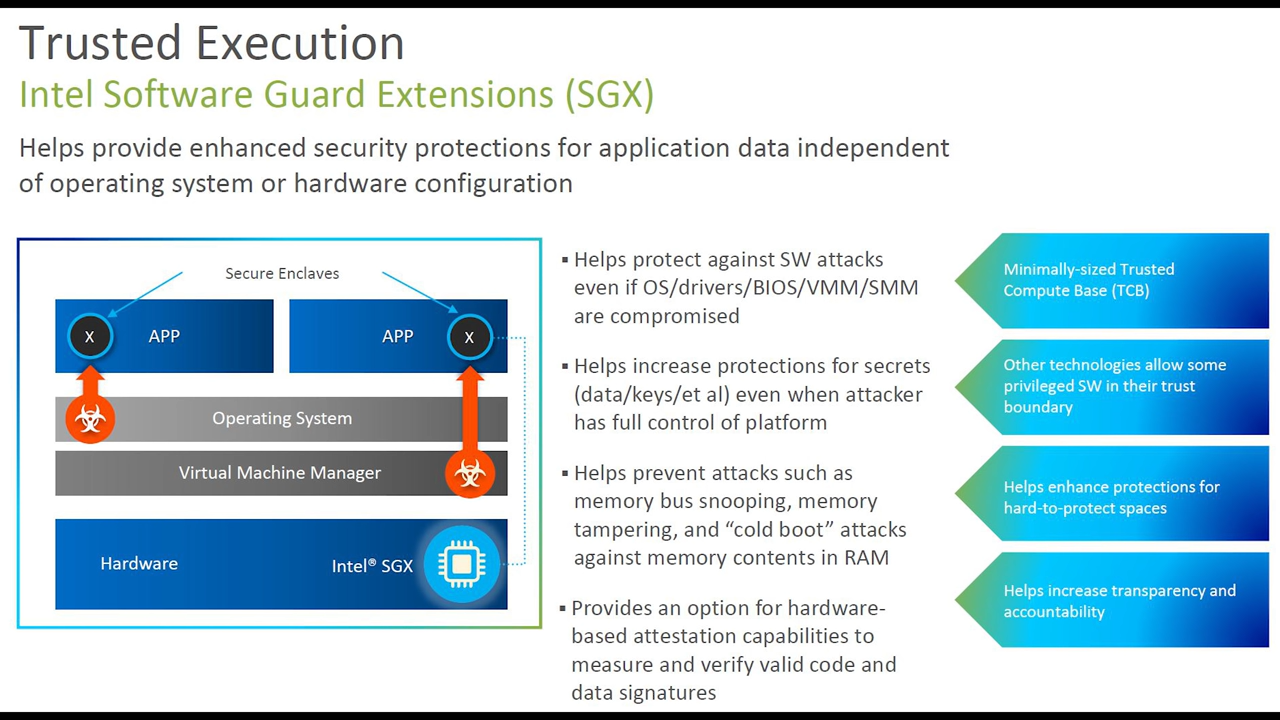 Trusted Execution
Intel Software Guard Extensions (SGX)
Helps provide enhanced security protections for application data independent
of operating system or hardware configuration
Secure Enclaves
X
APP
APP
X
Operating System
Virtual Machine Manager
Hardware
Intel® SGX
▪ Helps protect against SW attacks
even if OS/drivers/BIOS/VMM/SMM
are compromised
▪ Helps increase protections for secrets
(data/keys/et al) even when attacker
has full control of platform
▪ Helps prevent attacks such as
memory bus snooping, memory
tampering, and “cold boot” attacks
against memory contents in RAM
▪ Provides an option for hardware-
based attestation capabilities to
measure and verify valid code and
data signatures
Minimally-sized Trusted
Compute Base (TCB)
Other technologies allow some
privileged SW in their trust
boundary
Helps enhance protections for
hard-to-protect spaces
Helps increase transparency and
accountability